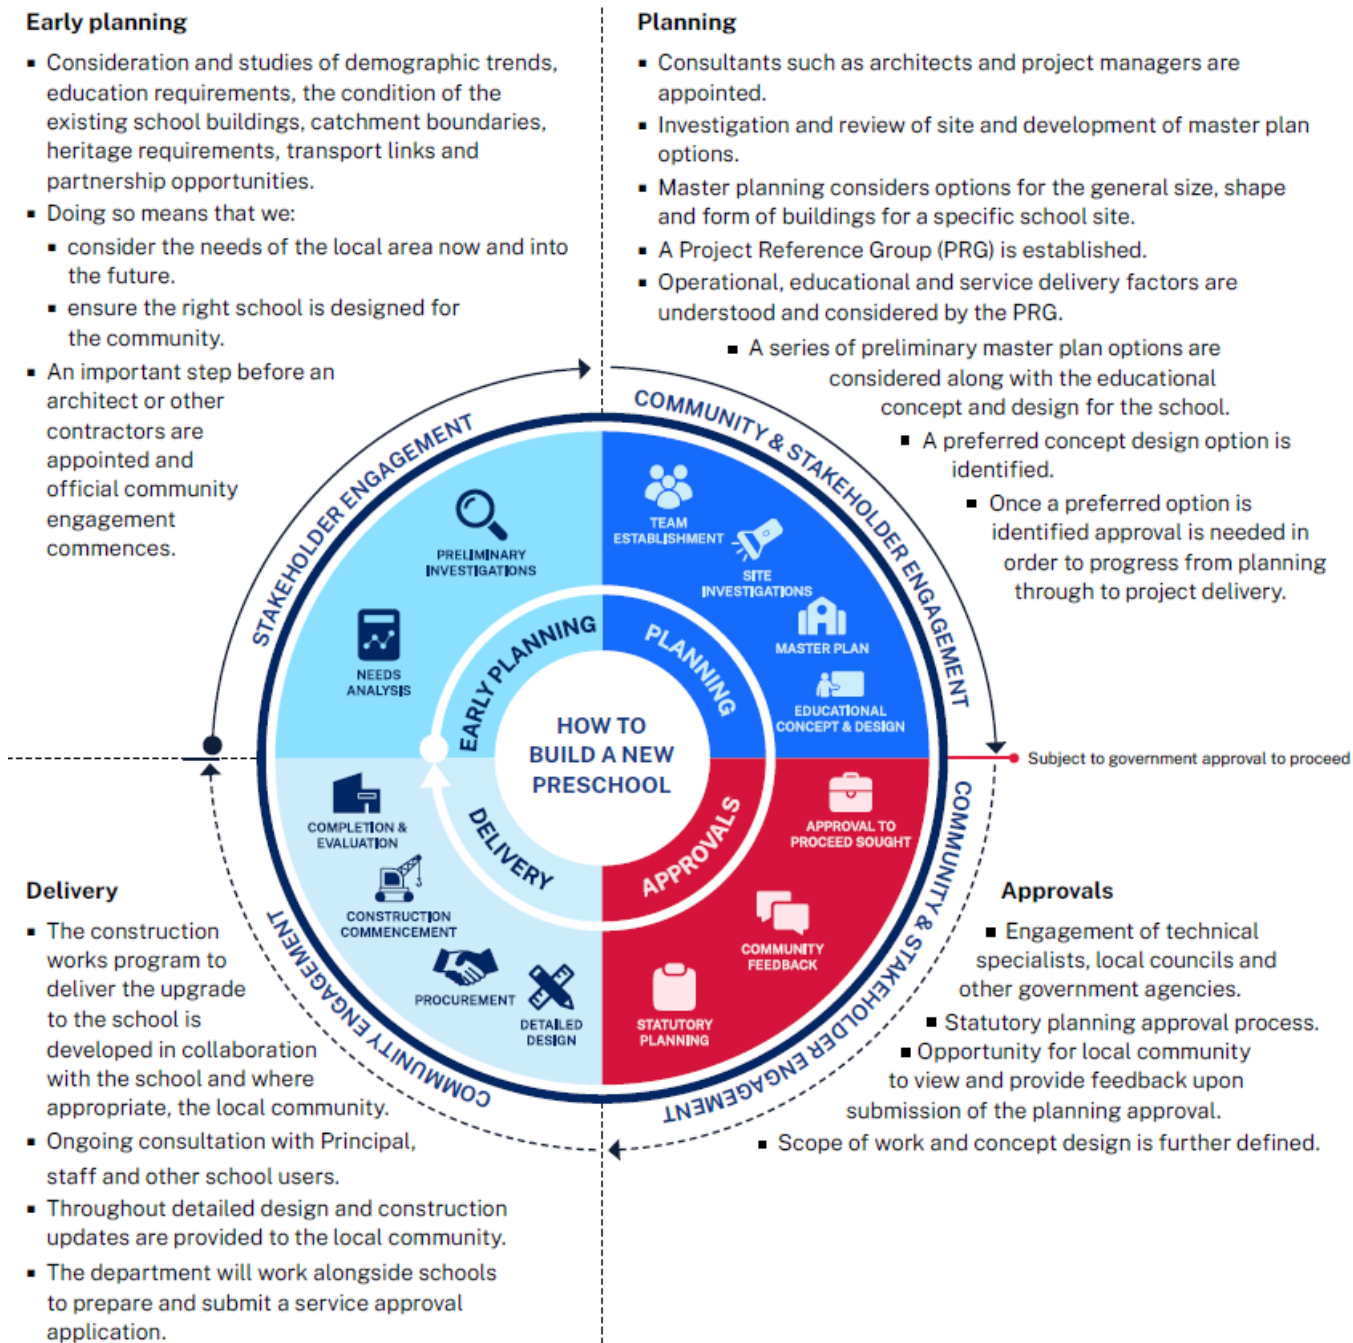 Early planning
▪ Consideration and studies of demographic trends,
education requirements, the condition of the
existing school buildings, catchment boundaries,
heritage requirements, transport links and
partnership opportunities.
▪ Doing so means that we:
▪ consider the needs of the local area now and into
the future.
▪ ensure the right school is designed for
the community.
▪ An important step before an
architect or other
contractors are
appointed and
official community
engagement
commences.
Planning
▪ Consultants such as architects and project managers are
appointed.
▪ Investigation and review of site and development of master plan
options.
▪ Master planning considers options for the general size, shape
and form of buildings for a specific school site.
▪ A Project Reference Group (PRG) is established.
▪ Operational, educational and service delivery factors are
understood and considered by the PRG.
▪ A series of preliminary master plan options are
considered along with the educational
concept and design for the school.
▪ A preferred concept design option is
identified.
▪ Once a preferred option is
identified approval is needed in
order to progress from planning
through to project delivery.
STAKEHOLDER ENGAGEMENT
COMMUNITY & STAKEHOLDER ENGAGEMENT
PRELIMINARY
INVESTIGATIONS
NEEDS
ANALYSIS
EARLY PLANNING
TEAM
ESTABLISHMENT
SITE
INVESTIGATIONS
MASTER PLAN
EDUCATIONAL
CONCEPT & DESIGN
PLANNING
HOW TO
BUILD A NEW
PRESCHOOL
Subject to government approval to proceed
APPROVAL TO
PROCEED SOUGHT
COMMUNITY
FEEDBACK
STATUTORY
PLANNING
APPROVALS
COMMUNITY & STAKEHOLDER ENGAGEMENT
DELIVERY
COMPLETION &
EVALUATION
CONSTRUCTION
COMMENCEMENT
PROCUREMENT
DETAILED
DESIGN
COMMUNITY ENGAGEMENT
Approvals
▪ Engagement of technical
specialists, local councils and
other government agencies.
▪ Statutory planning approval process.
▪ Opportunity for local community
to view and provide feedback upon
submission of the planning approval.
▪ Scope of work and concept design is further defined.
Delivery
▪ The construction
works program to
deliver the upgrade
to the school is
developed in collaboration
with the school and where
appropriate, the local community.
▪ Ongoing consultation with Principal,
staff and other school users.
▪ Throughout detailed design and construction
updates are provided to the local community.
▪ The department will work alongside schools
to prepare and submit a service approval
application.